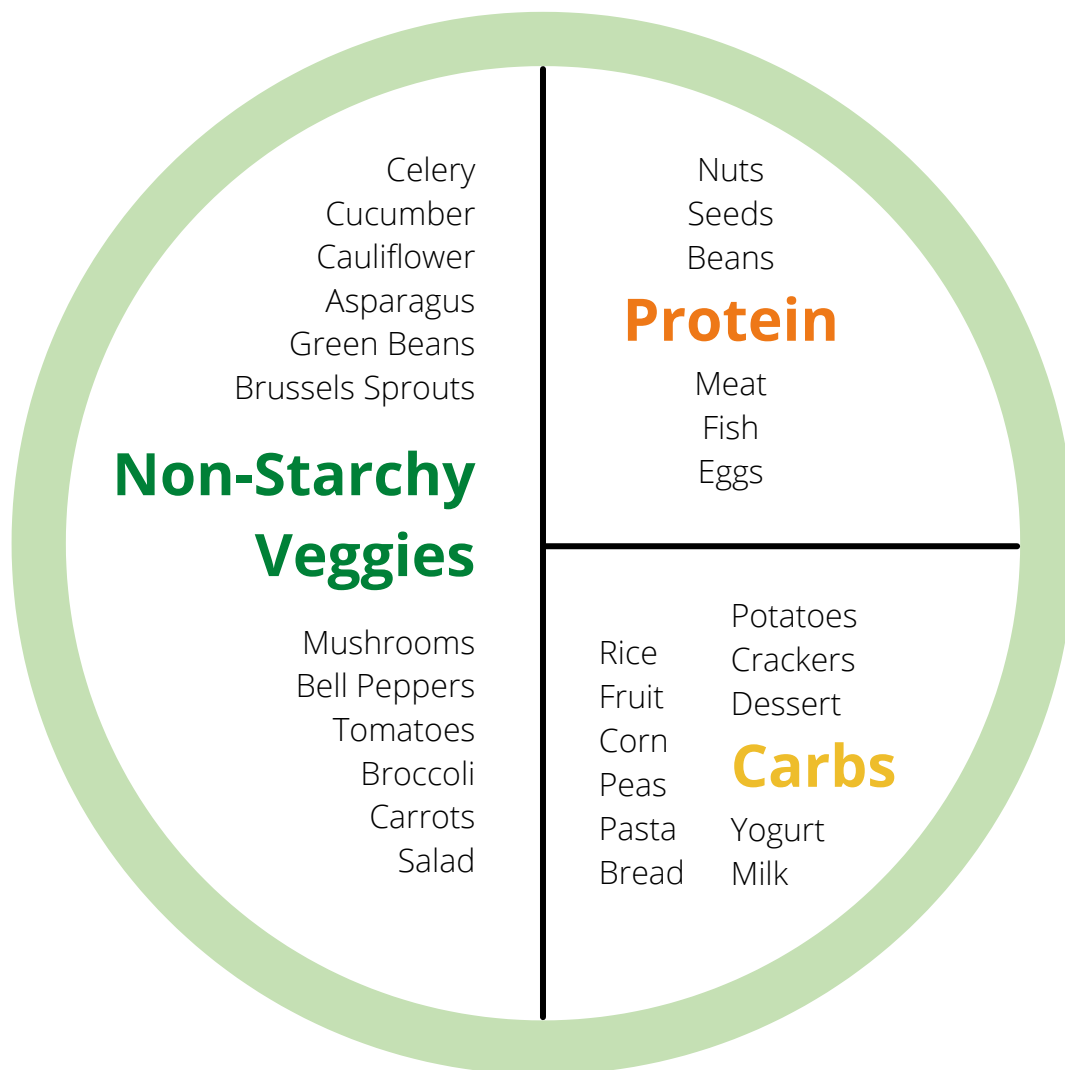 Celery
Cucumber
Cauliflower
Asparagus
Green Beans
Brussels Sprouts
Non-Starchy
Veggies
Mushrooms
Bell Peppers
Tomatoes
Broccoli
Carrots
Salad
Nuts
Seeds
Beans
Protein
Meat
Fish
Eggs
Rice
Fruit
Corn
Peas
Pasta
Bread
Potatoes
Crackers
Dessert
Carbs
Yogurt
Milk